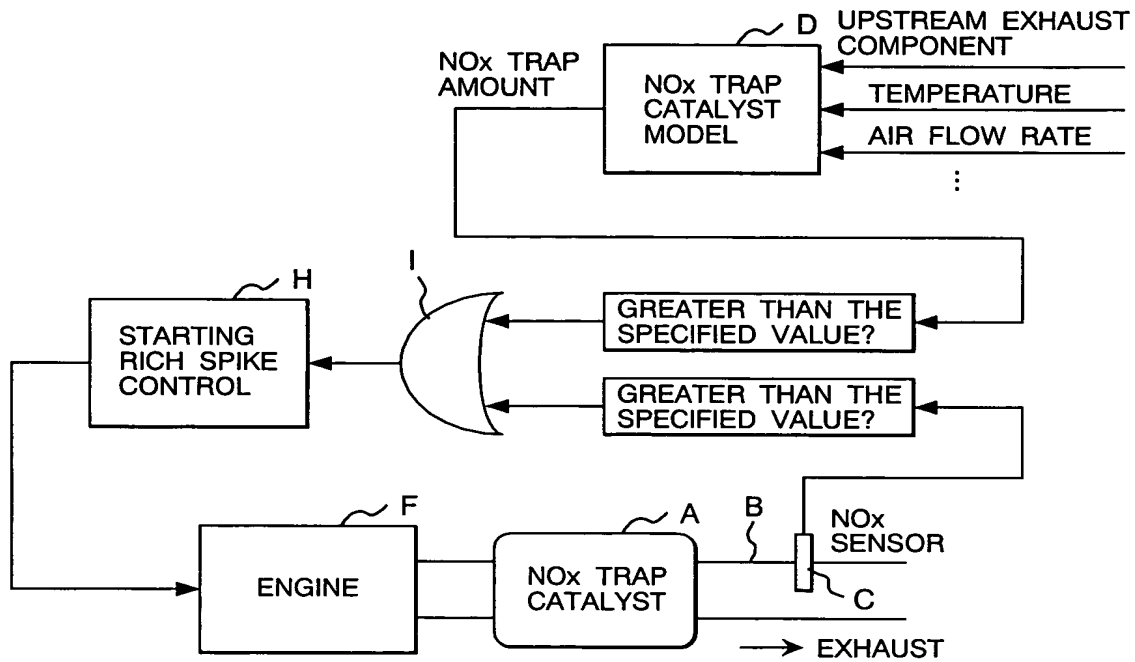 D
UPSTREAM EXHAUST
COMPONENT
NOx TRAP
AMOUNT
NOx TRAP
CATALYST
MODEL
TEMPERATURE
AIR FLOW RATE
⋮
H
I
STARTING
RICH SPIKE
CONTROL
GREATER THAN THE
SPECIFIED VALUE?
GREATER THAN THE
SPECIFIED VALUE?
F
A
B
NOx
SENSOR
ENGINE
NOx TRAP
CATALYST
C
EXHAUST